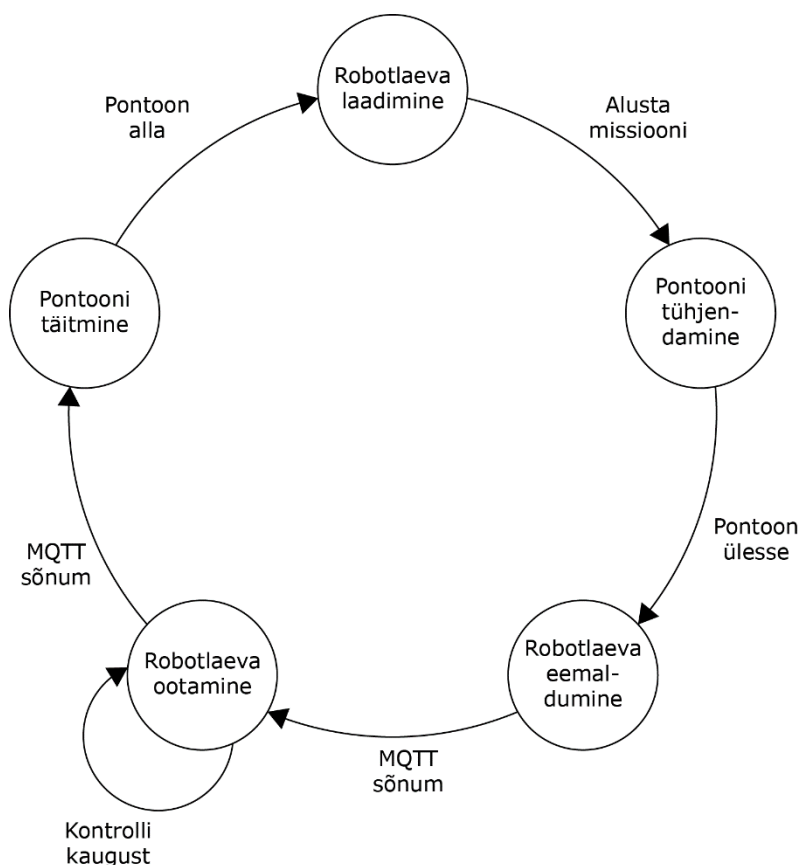 Robotlaeva
laadimine
Pontoon
alla
Alusta
missiooni
Pontooni
täitmine
Pontooni
tühjen-
damine
Pontoon
ülesse
MQTT
sõnum
Robotlaeva
ootamine
Robotlaeva
eemal-
dumine
MQTT
sõnum
Kontrolli
kaugust